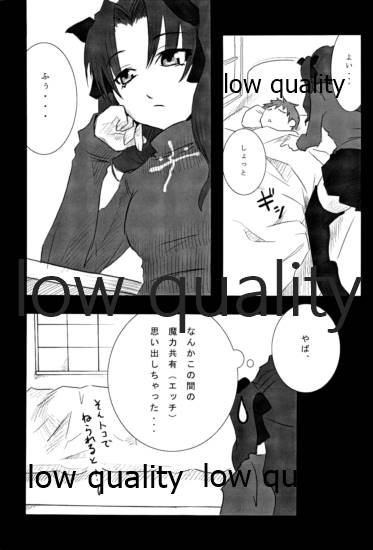 よい・・・
しょっと
ギシ
ふぅ・・・
やば、
なんかこの間の
魔力共有（エッチ）
思い出しちゃった・・・
そんトコで
ねられると
low quality
low quality
low quality
low qu